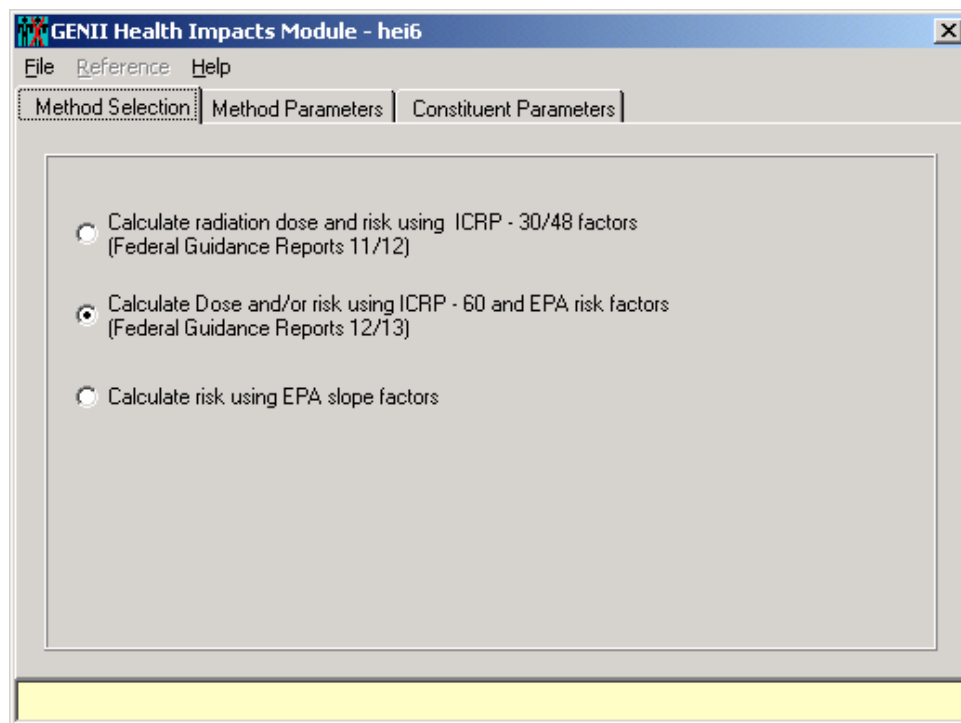 GENII Health Impacts Module - hei6
File Reference Help
Method Selection Method Parameters Constituent Parameters
Calculate radiation dose and risk using ICRP - 30/48 factors
(Federal Guidance Reports 11/12)
Calculate Dose and/or risk using ICRP - 60 and EPA risk factors
(Federal Guidance Reports 12/13)
Calculate risk using EPA slope factors